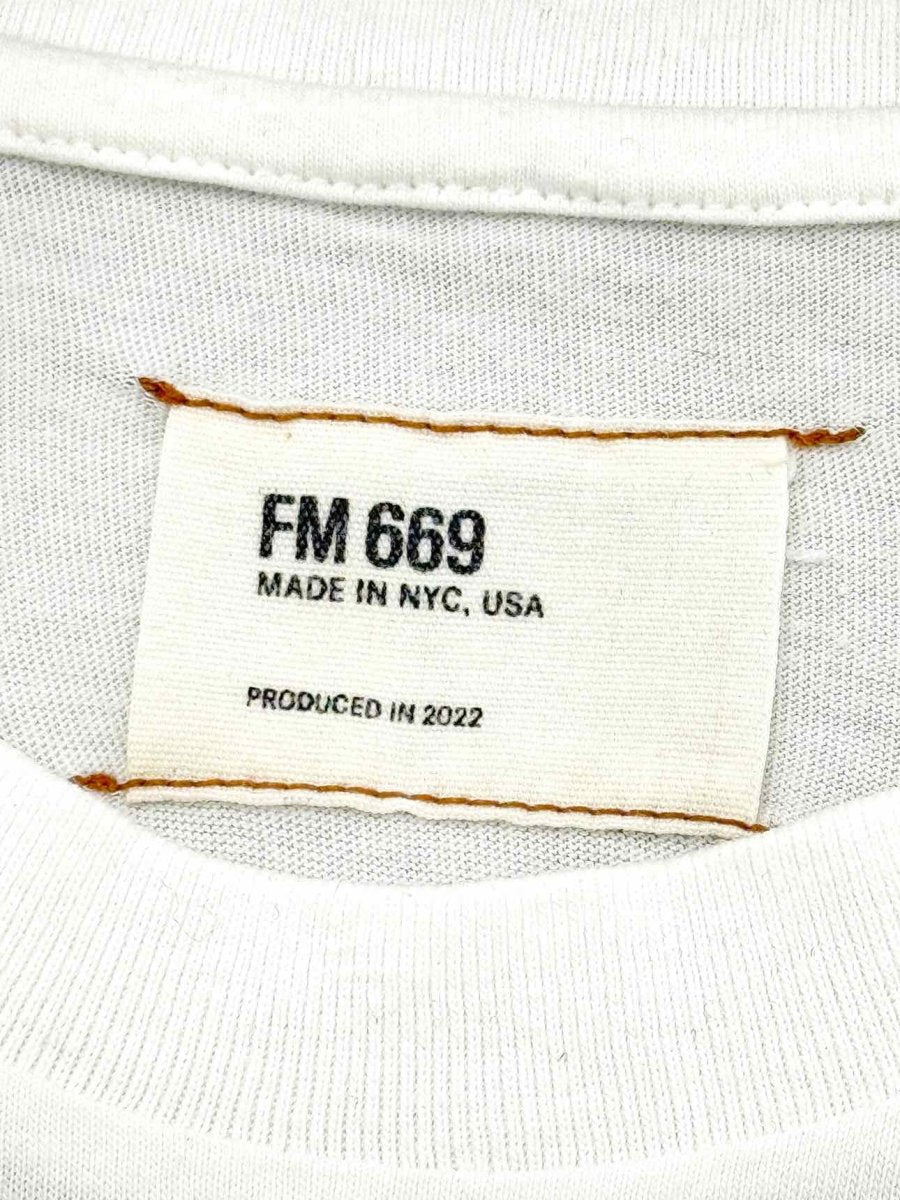 FM 669
MADE IN NYC, USA
PRODUCED IN 2022